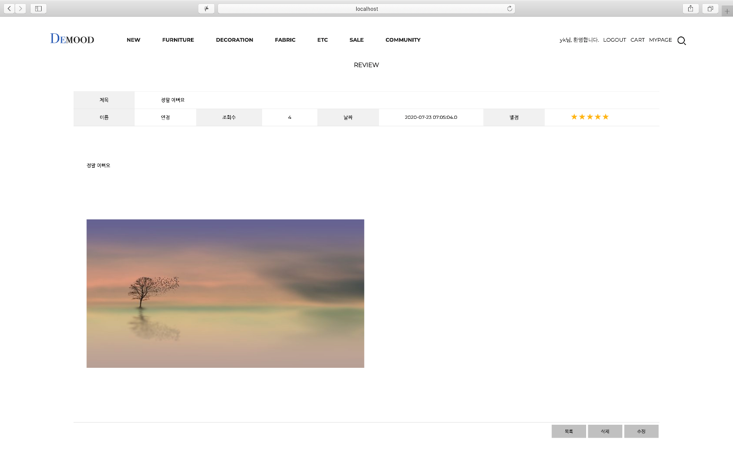 localhost
DEMOOD NEW FURNITURE DECORATION FABRIC ETC SALE COMMUNITY yk님, 환영합니다. LOGOUT CART MYPAGE
REVIEW
제목 정말 이뻐요
이름 연경 조회수 4 날짜 2020-07-23 07:05:04.0 별점 ★★★★★
정말 이뻐요
목록 삭제 수정